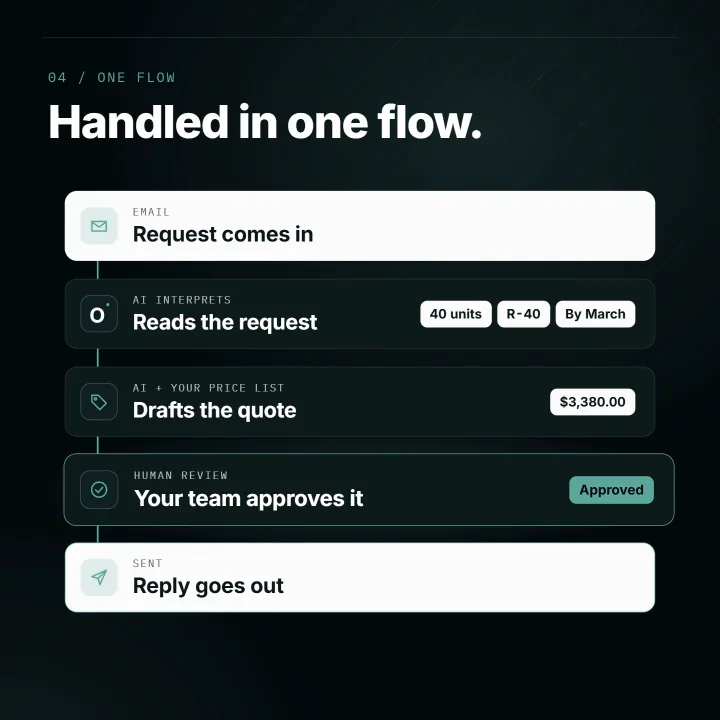 04 / ONE FLOW
Handled in one flow.
EMAIL
Request comes in
O
AI INTERPRETS
Reads the request
40 units
R-40
By March
AI + YOUR PRICE LIST
Drafts the quote
$3,380.00
HUMAN REVIEW
Your team approves it
Approved
SENT
Reply goes out